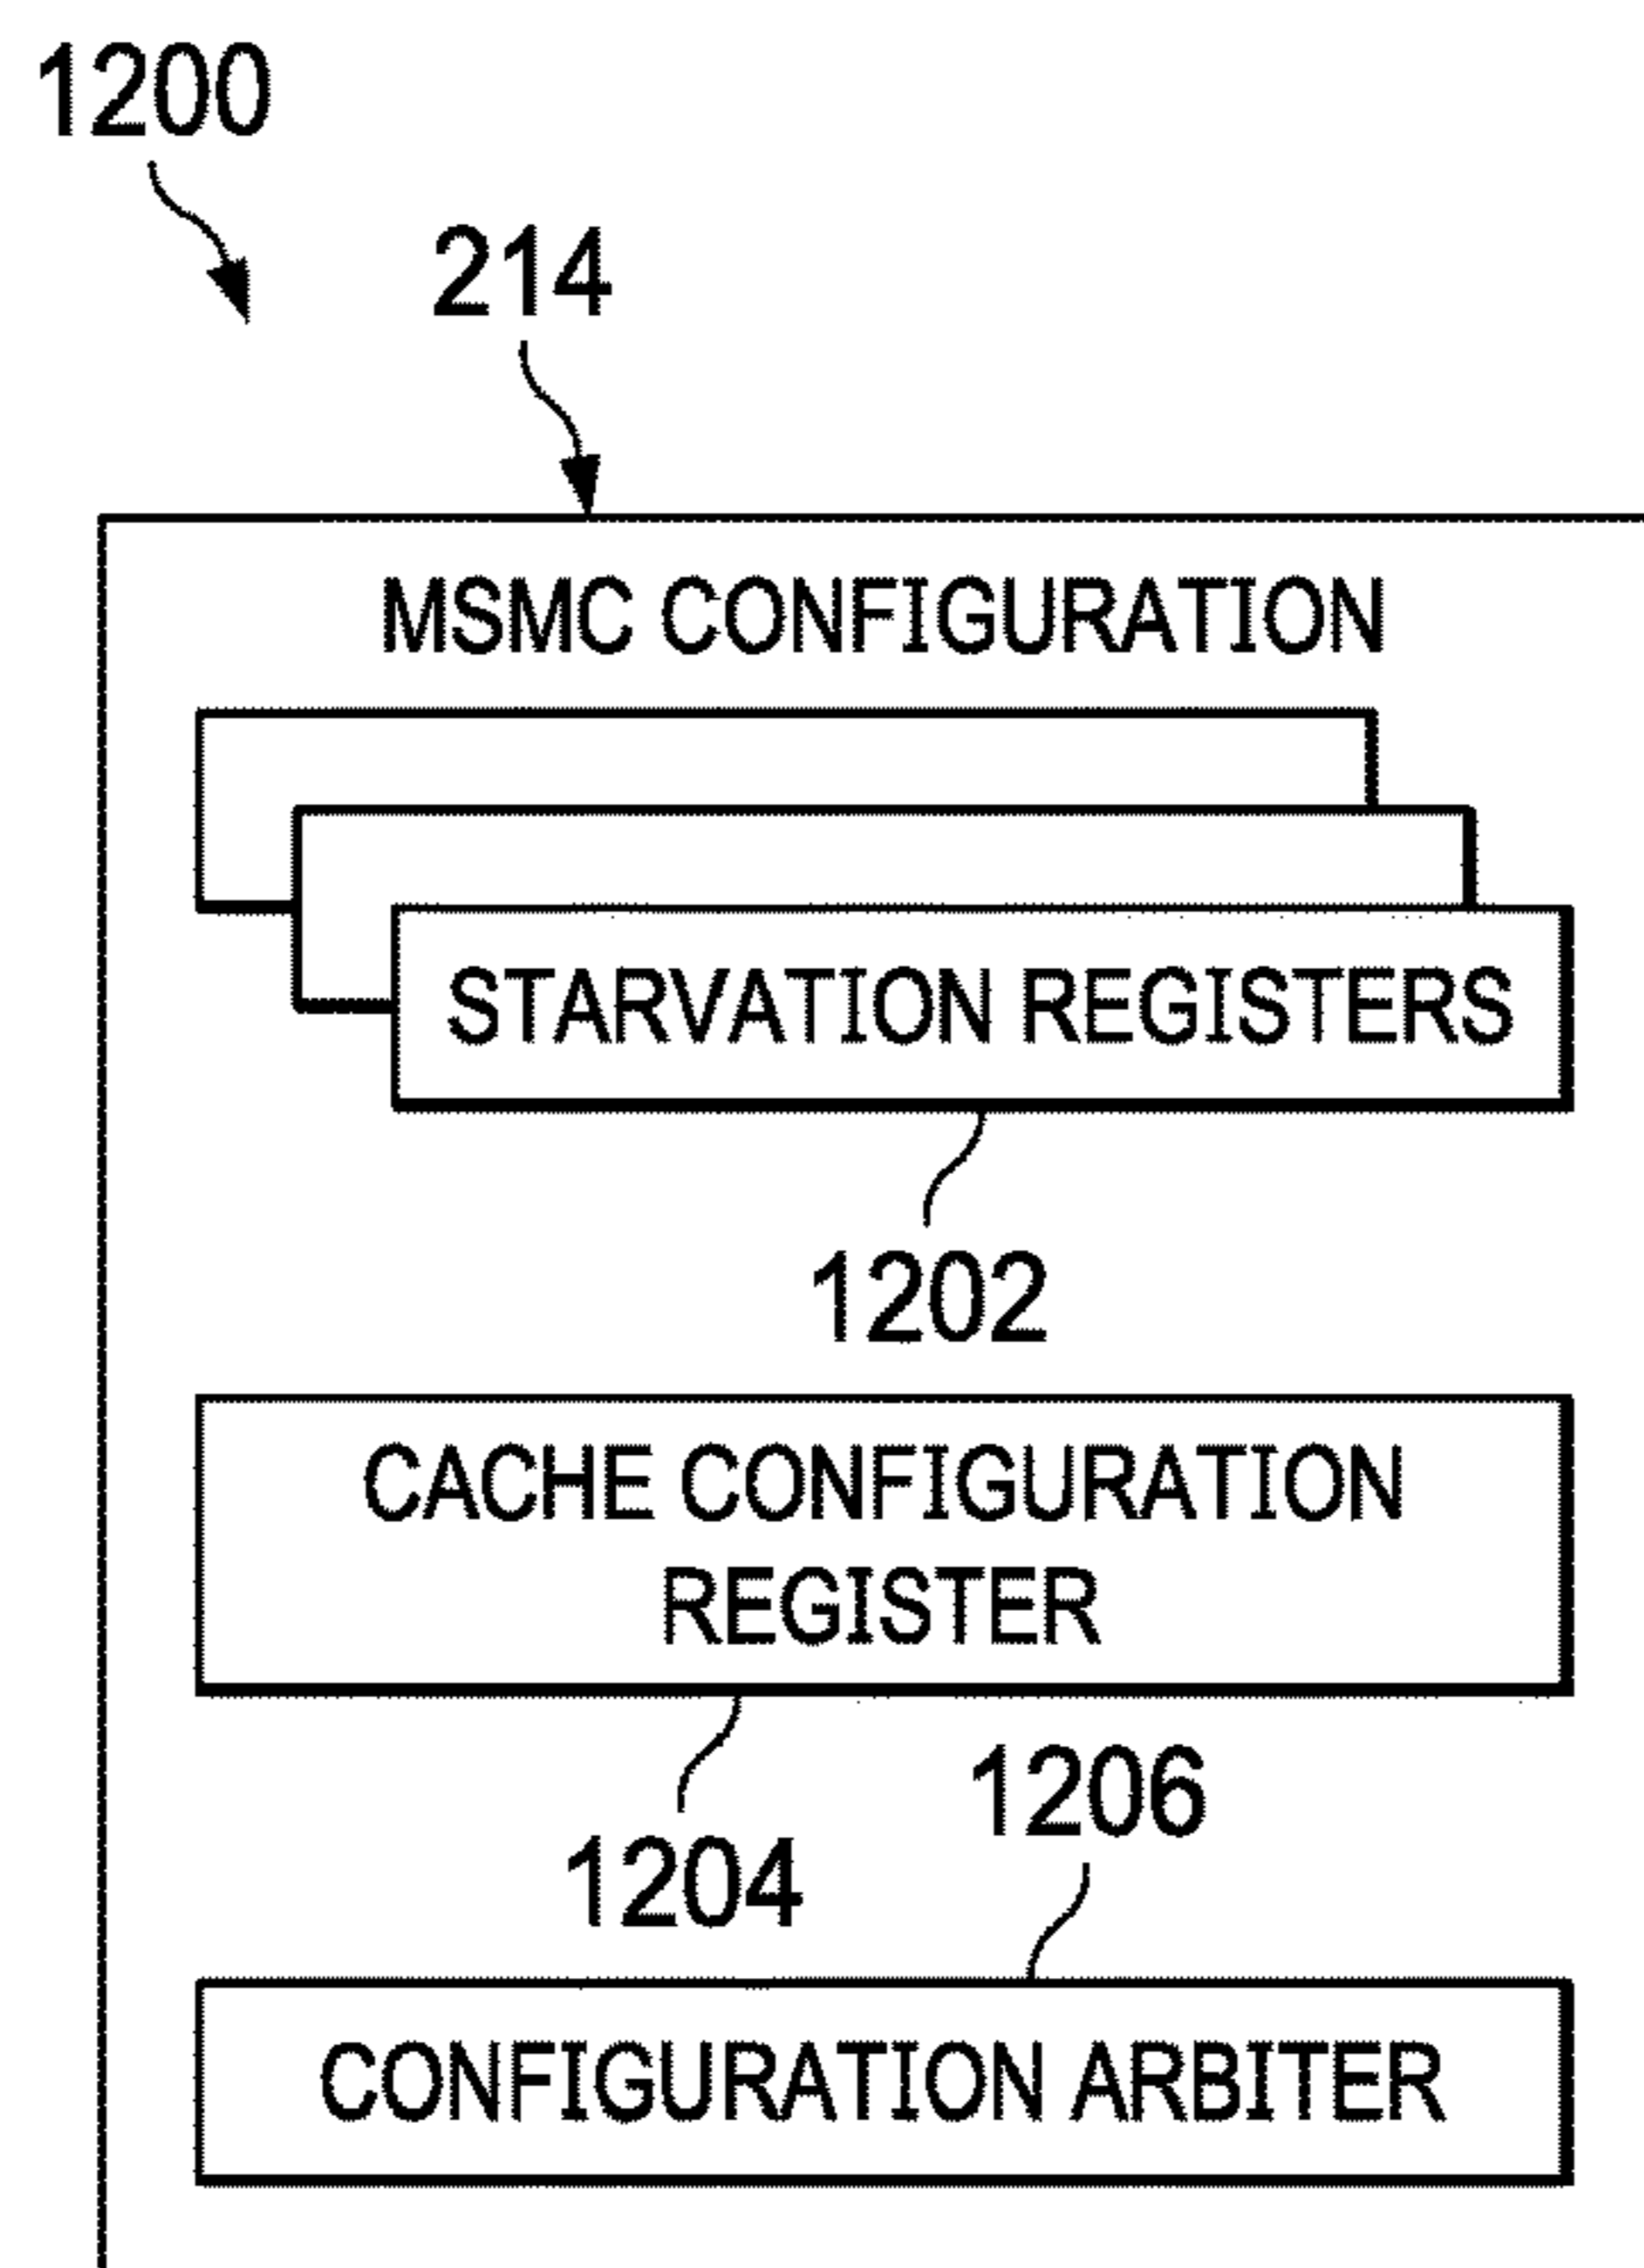 1200
214
MSMC CONFIGURATION
STARVATION REGISTERS
1202
CACHE CONFIGURATION
REGISTER
1206
1204
CONFIGURATION ARBITER